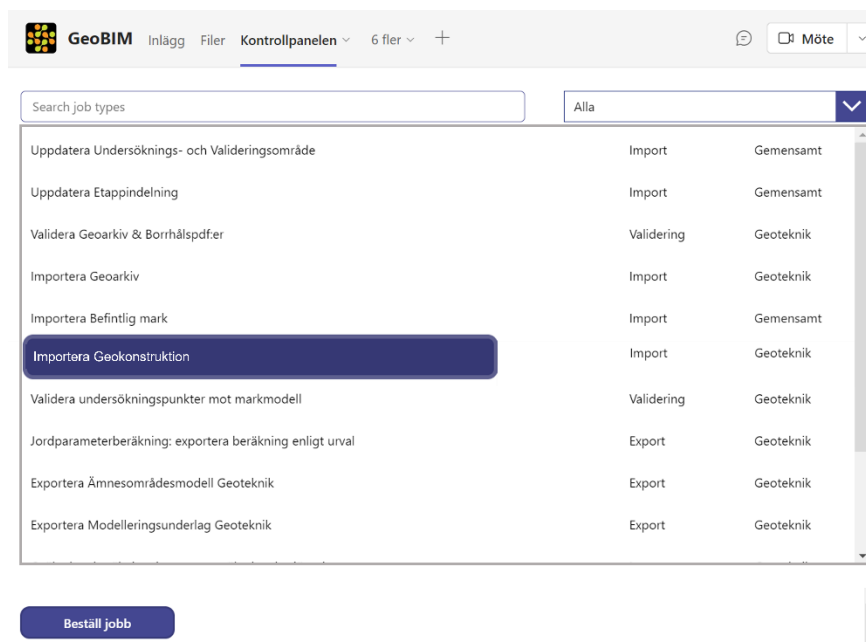 GeoBIM Inlägg Filer Kontrollpanelen 6 fler Möte
Search job types Alla
Uppdatera Undersöknings- och Valideringsområde Import Gemensamt
Uppdatera Etappindelning Import Gemensamt
Validera Geoarkiv & Borrhålspdf:er Validering Geoteknik
Importera Geoarkiv Import Geoteknik
Importera Befintlig mark Import Gemensamt
Importera Geokonstruktion Import Geoteknik
Validera undersökningspunkter mot markmodell Validering Geoteknik
Jordparameterberäkning: exportera beräkning enligt urval Export Geoteknik
Exportera Ämnesområdesmodell Geoteknik Export Geoteknik
Exportera Modelleringsunderlag Geoteknik Export Geoteknik
Beställ jobb